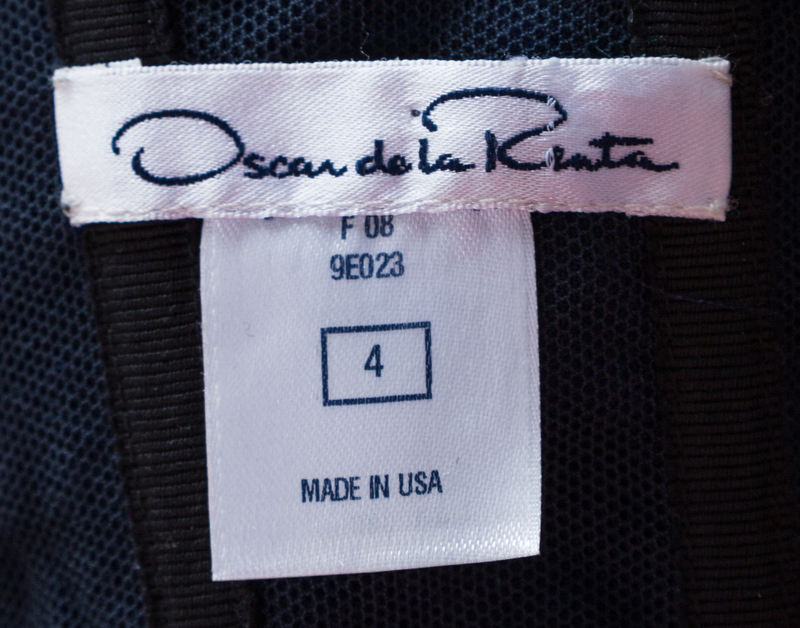 Oscar de la Renta
F 08
9E023
4
MADE IN USA